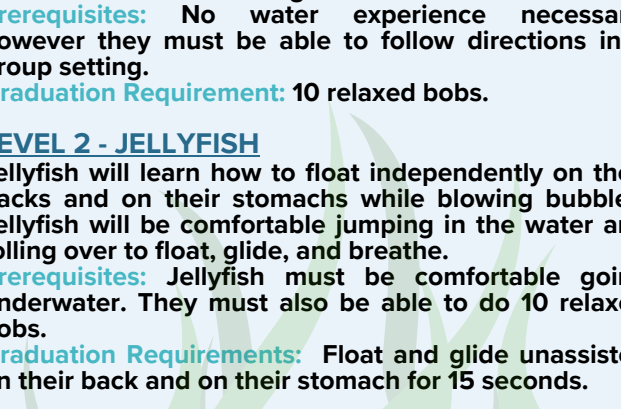 rerequisites: No water experience necessar
owever they must be able to follow directions in
roup setting.
raduation Requirement: 10 relaxed bobs.
EVEL 2 - JELLYFISH
ellyfish will learn how to float independently on the
acks and on their stomachs while blowing bubble
ellyfish will be comfortable jumping in the water an
olling over to float, glide, and breathe.
rerequisites: Jellyfish must be comfortable goin
nderwater. They must also be able to do 10 relaxe
obs.
raduation Requirements: Float and glide unassiste
n their back and on their stomach for 15 seconds.